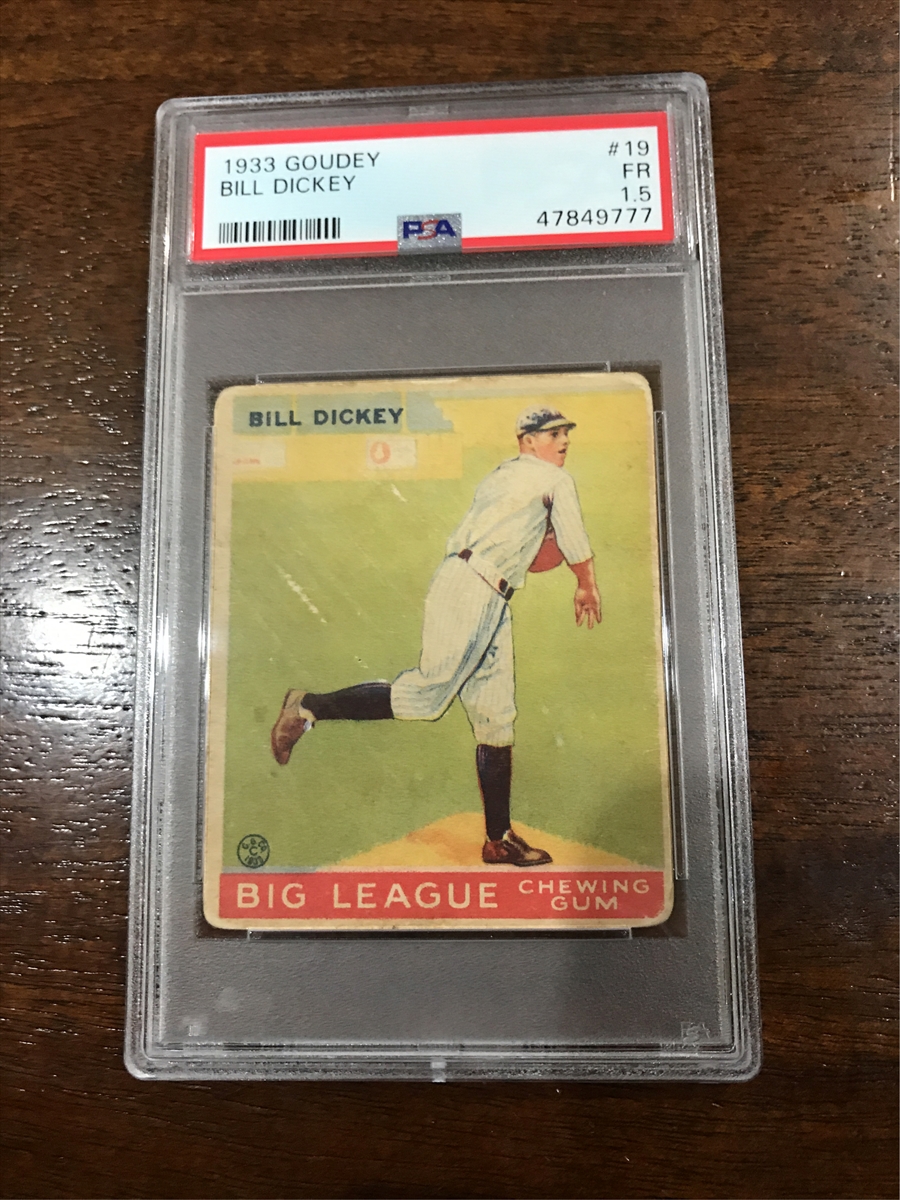 1933 GOUDEY #19
BILL DICKEY FR
1.5
PSA 47849777
BILL DICKEY
BIG LEAGUE CHEWING
GUM